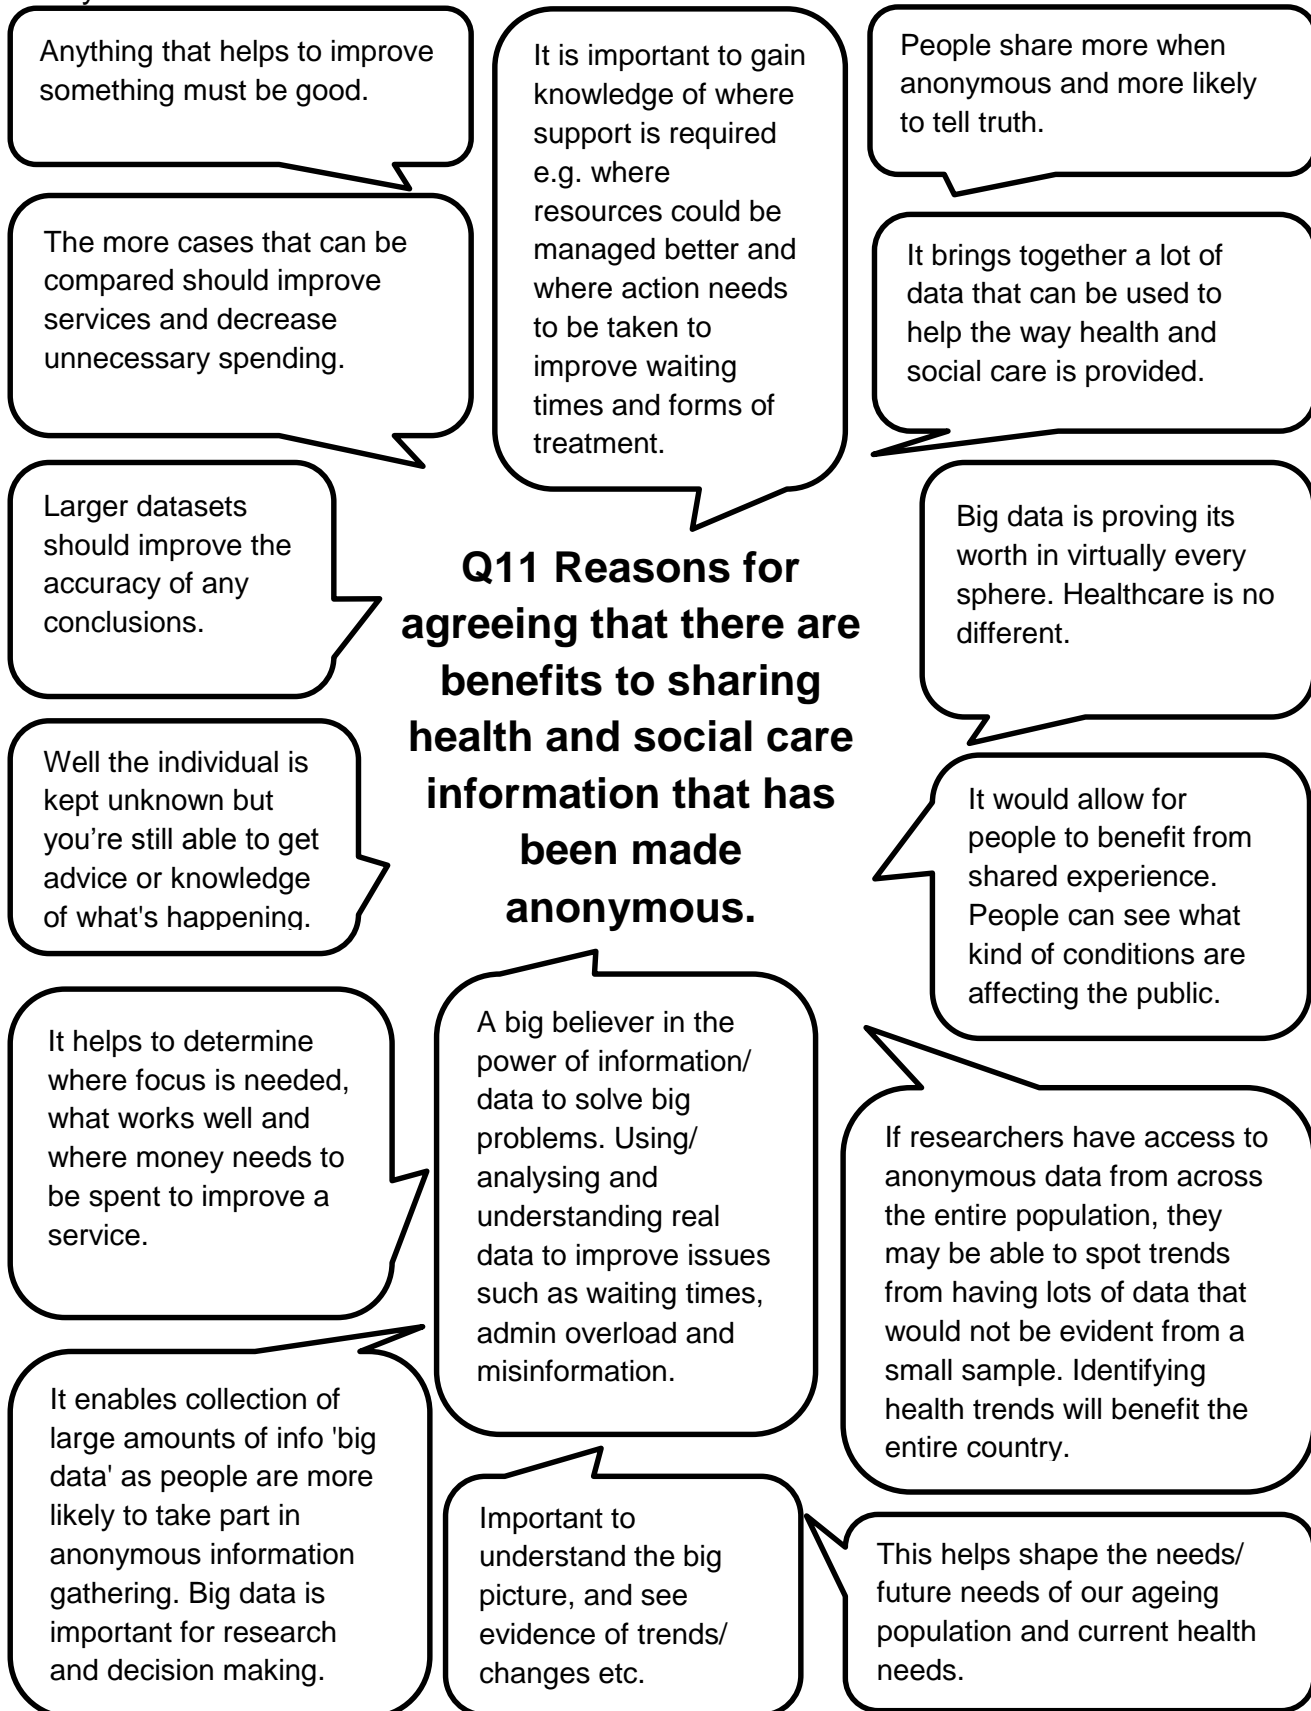 Anything that helps to improve
something must be good.
It is important to gain
knowledge of where
support is required
e.g. where
resources could be
managed better and
where action needs
to be taken to
improve waiting
times and forms of
treatment.
People share more when
anonymous and more likely
to tell truth.
The more cases that can be
compared should improve
services and decrease
unnecessary spending.
It brings together a lot of
data that can be used to
help the way health and
social care is provided.
Larger datasets
should improve the
accuracy of any
conclusions.
Q11 Reasons for
agreeing that there are
benefits to sharing
health and social care
information that has
been made
anonymous.
Big data is proving its
worth in virtually every
sphere. Healthcare is no
different.
Well the individual is
kept unknown but
you’re still able to get
advice or knowledge
of what's happening.
It would allow for
people to benefit from
shared experience.
People can see what
kind of conditions are
affecting the public.
It helps to determine
where focus is needed,
what works well and
where money needs to
be spent to improve a
service.
A big believer in the
power of information/
data to solve big
problems. Using/
analysing and
understanding real
data to improve issues
such as waiting times,
admin overload and
misinformation.
If researchers have access to
anonymous data from across
the entire population, they
may be able to spot trends
from having lots of data that
would not be evident from a
small sample. Identifying
health trends will benefit the
entire country.
It enables collection of
large amounts of info 'big
data' as people are more
likely to take part in
anonymous information
gathering. Big data is
important for research
and decision making.
Important to
understand the big
picture, and see
evidence of trends/
changes etc.
This helps shape the needs/
future needs of our ageing
population and current health
needs.